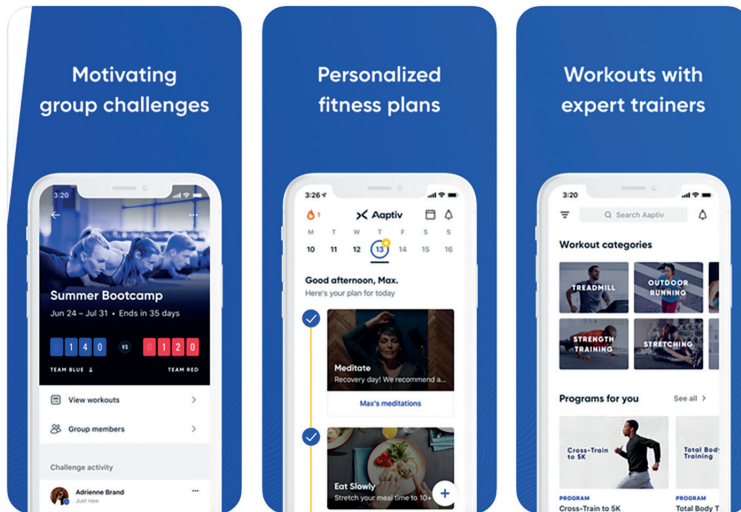 Motivating
group challenges
3:20
Summer Bootcamp
Jun 24 – Jul 31 • Ends in 35 days
0 1 4 0 VS 0 1 2 0
TEAM BLUE TEAM RED
View workouts
Group members
Challenge activity
Adrienne Brand
Just now
Personalized
fitness plans
3:26
1 Aaptiv
M T W T F S S
10 11 12 13 14 15 16
Good afternoon, Max.
Here's your plan for today
Meditate
Recovery day! We recommend a...
Max's meditations
Eat Slowly
Stretch your meal time to 10+
Workouts with
expert trainers
3:20
Search Aaptiv
Workout categories
TREADMILL
OUTDOOR
RUNNING
STRENGTH
TRAINING
STRETCHING
Programs for you See all
Cross-Train
to 5K
Total Body
Training
PROGRAM PROGRAM
Cross-Train to 5K Total Body T